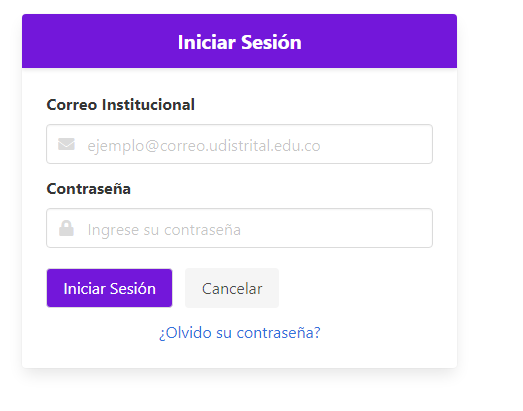 Iniciar Sesión
Correo Institucional
ejemplo@correo.udistrital.edu.co
Contraseña
Ingrese su contraseña
Iniciar Sesión
Cancelar
¿Olvido su contraseña?